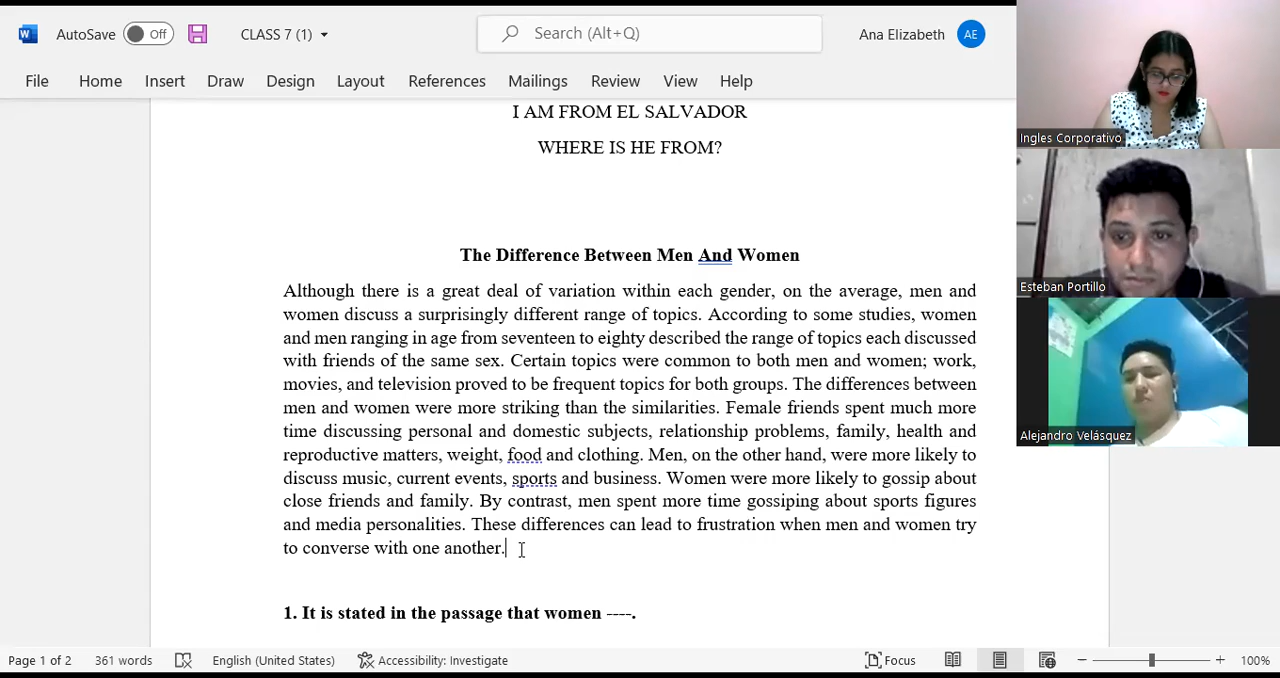 AutoSave Off CLASS 7 (1) Search (Alt+Q) Ana Elizabeth AE
File Home Insert Draw Design Layout References Mailings Review View Help
I AM FROM EL SALVADOR
WHERE IS HE FROM?
The Difference Between Men And Women
Although there is a great deal of variation within each gender, on the average, men and
women discuss a surprisingly different range of topics. According to some studies, women
and men ranging in age from seventeen to eighty described the range of topics each discussed
with friends of the same sex. Certain topics were common to both men and women; work,
movies, and television proved to be frequent topics for both groups. The differences between
men and women were more striking than the similarities. Female friends spent much more
time discussing personal and domestic subjects, relationship problems, family, health and
reproductive matters, weight, food and clothing. Men, on the other hand, were more likely to
discuss music, current events, sports and business. Women were more likely to gossip about
close friends and family. By contrast, men spent more time gossiping about sports figures
and media personalities. These differences can lead to frustration when men and women try
to converse with one another.
1. It is stated in the passage that women ----.
Page 1 of 2 361 words English (United States) Accessibility: Investigate Focus 100%
Ingles Corporativo
Esteban Portillo
Alejandro Velásquez